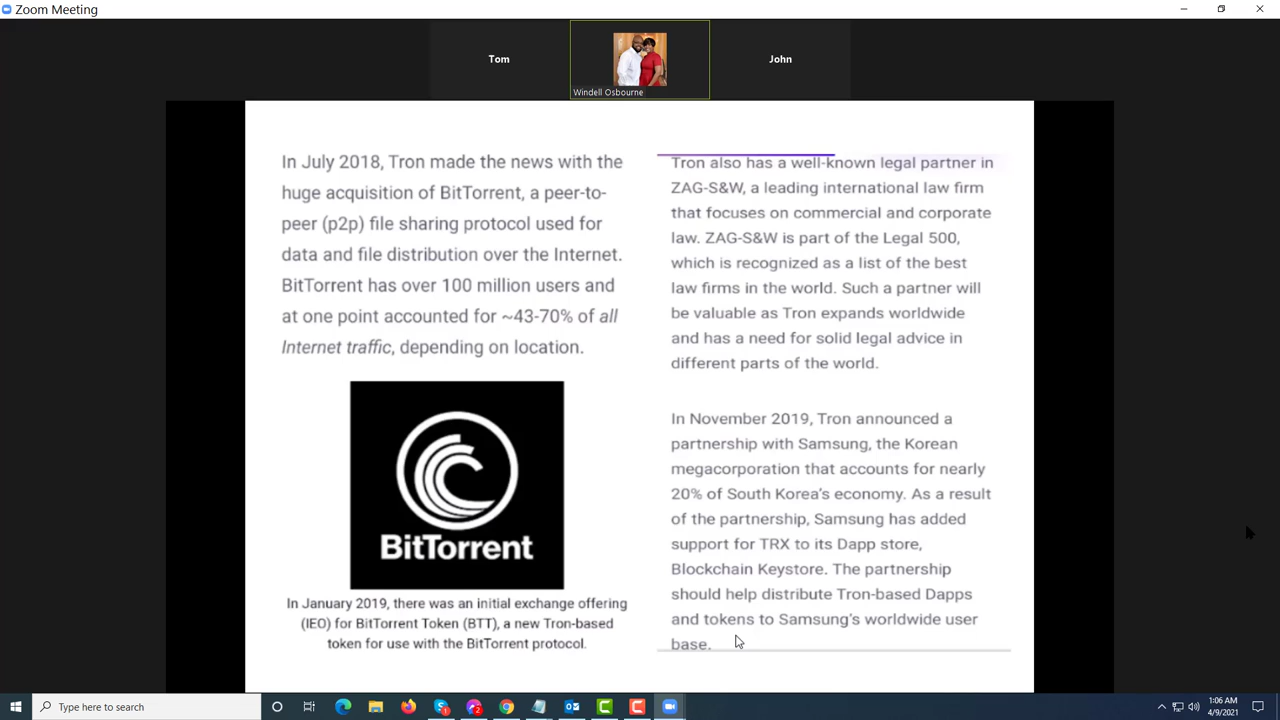 Zoom Meeting
Tom
Windell Osbourne
John
In July 2018, Tron made the news with the
huge acquisition of BitTorrent, a peer-to-
peer (p2p) file sharing protocol used for
data and file distribution over the Internet.
BitTorrent has over 100 million users and
at one point accounted for ~43-70% of all
Internet traffic, depending on location.
BitTorrent
In January 2019, there was an initial exchange offering
(IEO) for BitTorrent Token (BTT), a new Tron-based
token for use with the BitTorrent protocol.
Tron also has a well-known legal partner in
ZAG-S&W, a leading international law firm
that focuses on commercial and corporate
law. ZAG-S&W is part of the Legal 500,
which is recognized as a list of the best
law firms in the world. Such a partner will
be valuable as Tron expands worldwide
and has a need for solid legal advice in
different parts of the world.
In November 2019, Tron announced a
partnership with Samsung, the Korean
megacorporation that accounts for nearly
20% of South Korea's economy. As a result
of the partnership, Samsung has added
support for TRX to its Dapp store,
Blockchain Keystore. The partnership
should help distribute Tron-based Dapps
and tokens to Samsung's worldwide user
base.
Type here to search
1:06 AM
4/9/2021